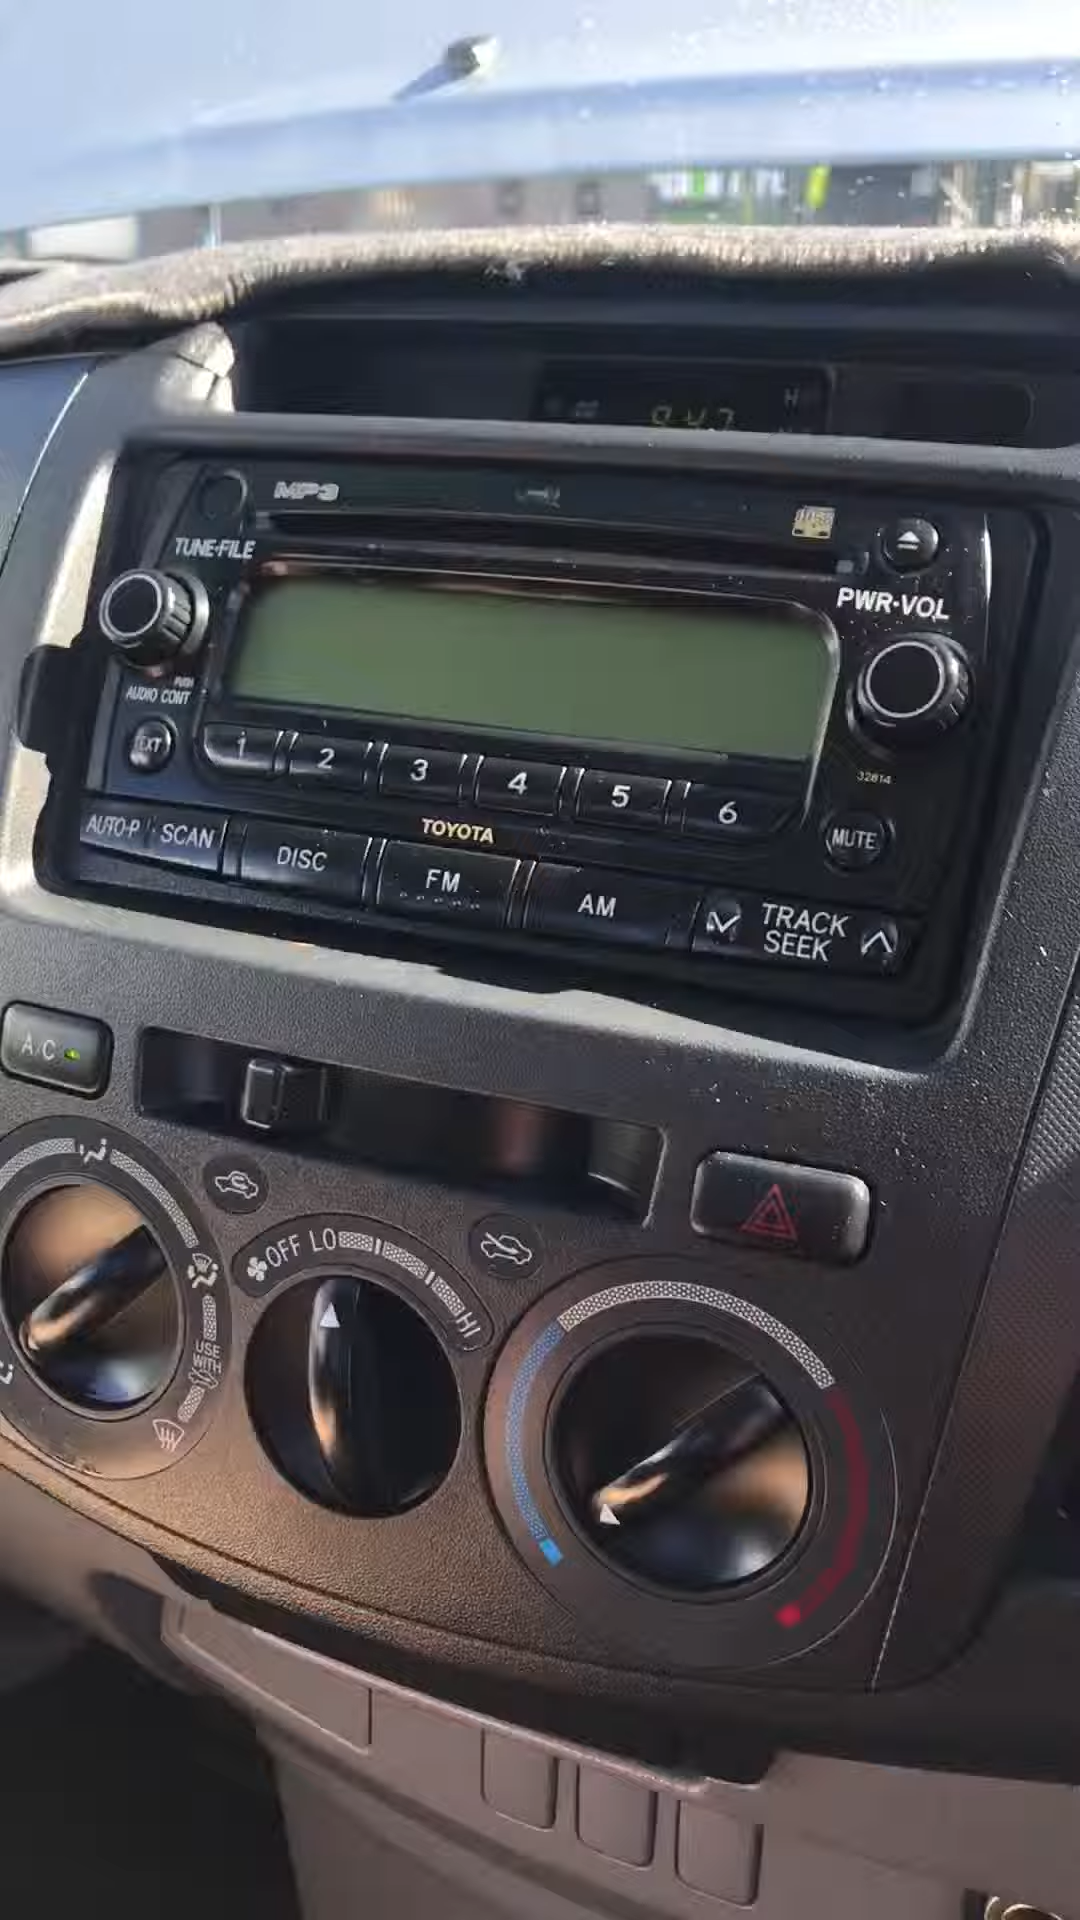 H
MP3
TUNE·FILE
PWR·VOL
PUSH
AUDIO CONT
TEXT
1
2
3
4
5
6
32814
MUTE
AUTO-P
SCAN
TOYOTA
DISC
FM
AM
TRACK
SEEK
A/C
OFF LO
HI
USE
WITH